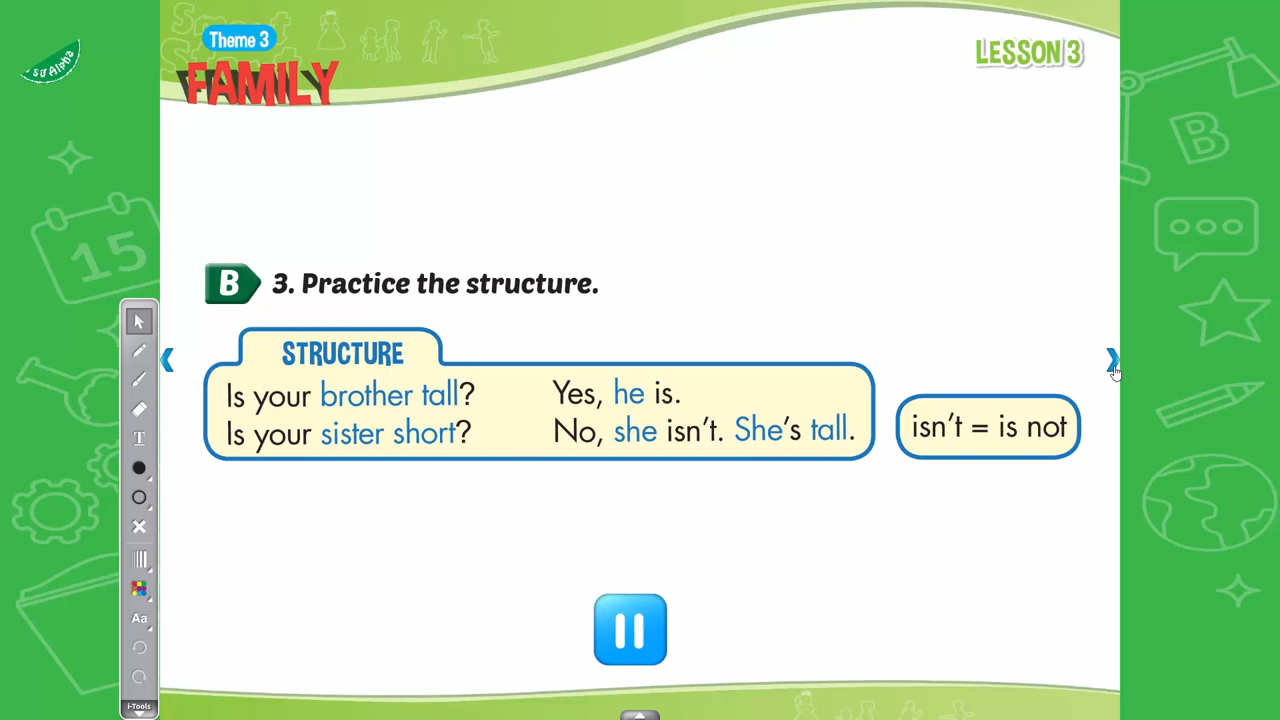 Theme 3
FAMILY
LESSON 3
B 3. Practice the structure.
STRUCTURE
Is your brother tall? Yes, he is.
Is your sister short? No, she isn't. She's tall.
isn't = is not
15
B
T
Aa
i-Tools